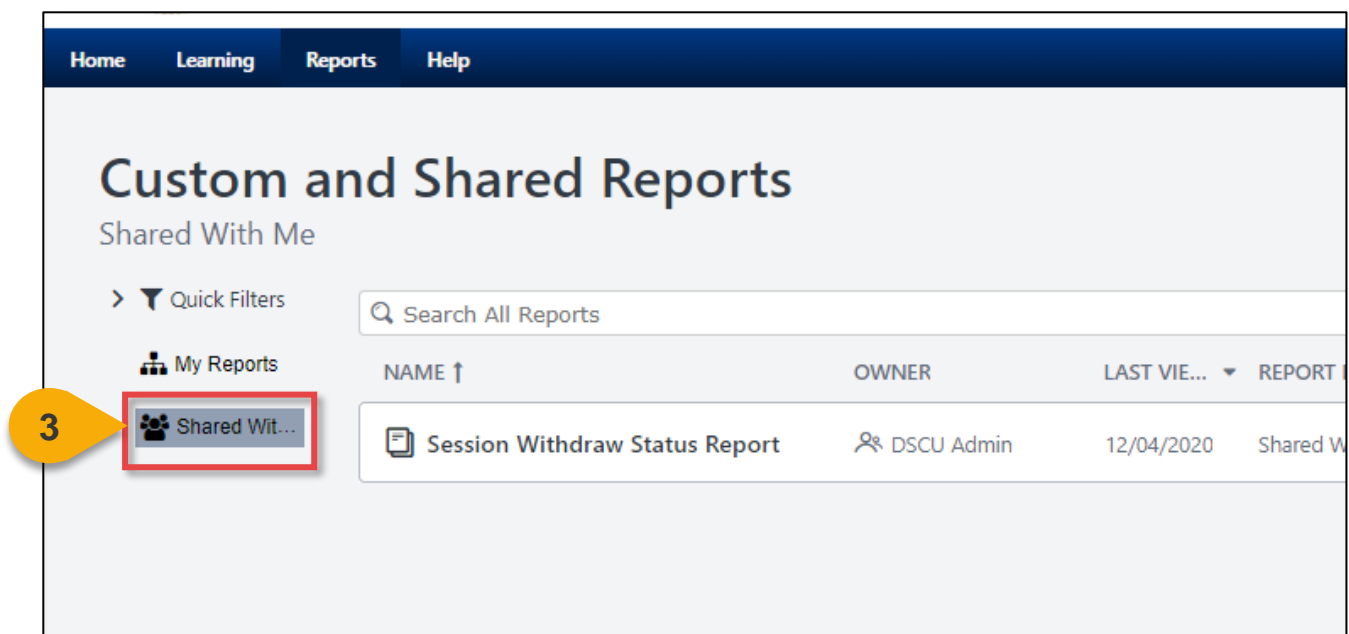 Home Learning Reports Help
Custom and Shared Reports
Shared With Me
Quick Filters
Search All Reports
My Reports
NAME ↑ OWNER LAST VIE... REPORT
3
Shared Wit...
Session Withdraw Status Report DSCU Admin 12/04/2020 Shared W